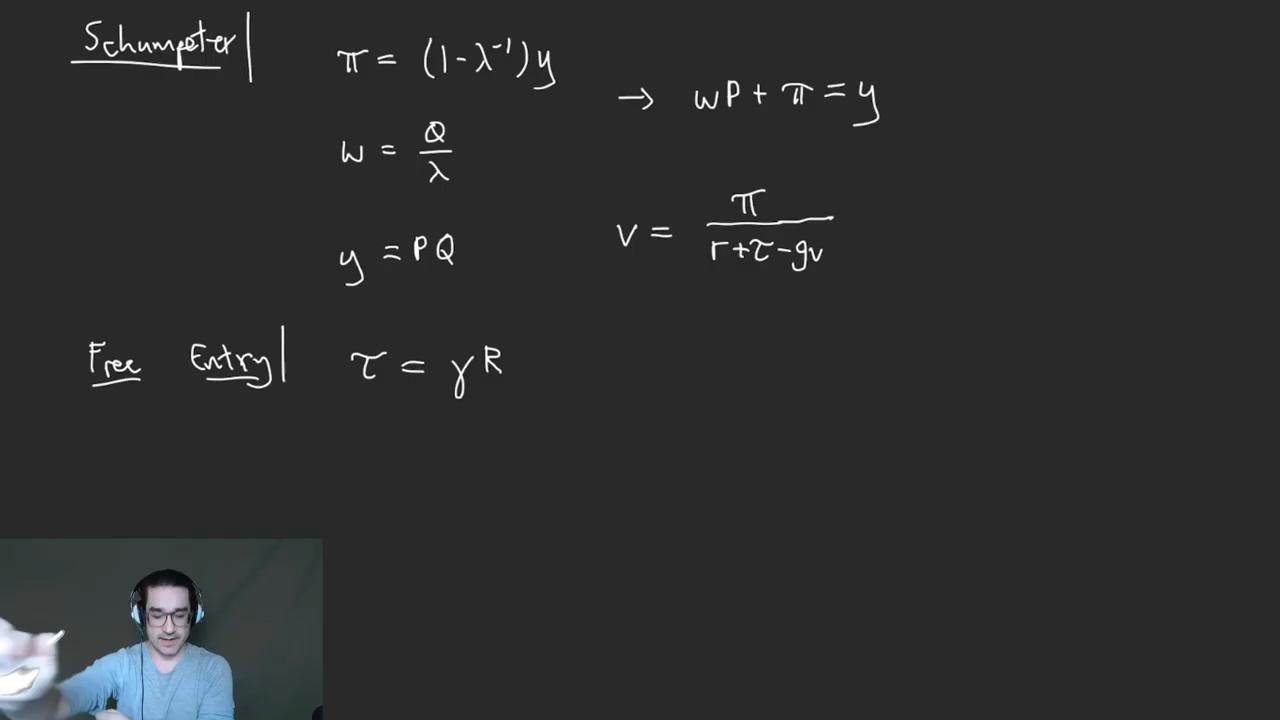 Schumpeter
π = (1-λ⁻¹)y
→ wP + π = y
w = Q/λ
v = π/(r+τ-gv)
y = PQ
Free Entry
τ = γR